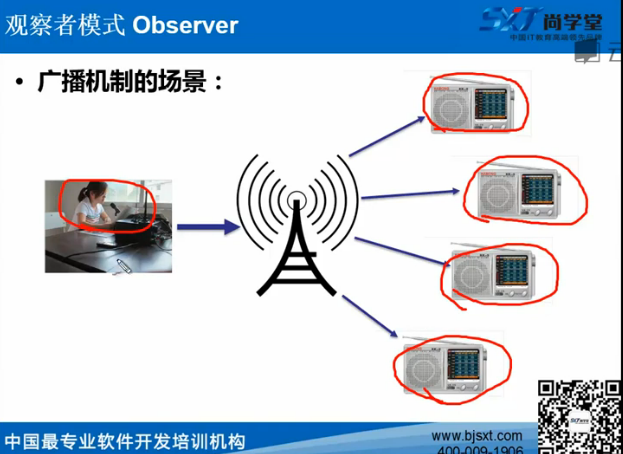 观察者模式 Observer
SXT 尚学堂
中国IT教育高端领先品牌
• 广播机制的场景：
中国最专业软件开发培训机构
www.bjsxt.com
400-009-1906